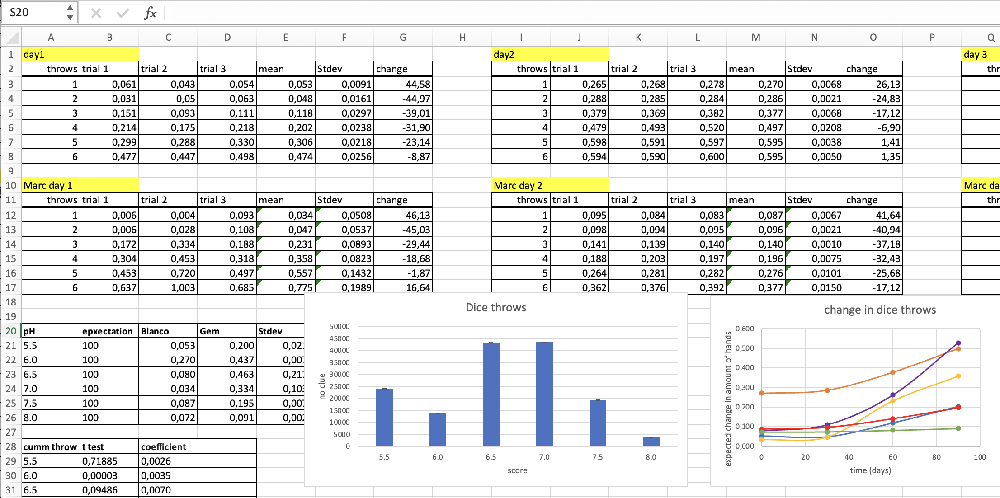 S20 fx
A B C D E F G H I J K L M N O P Q
1 day1 day2 day 3
2 throws trial 1 trial 2 trial 3 mean Stdev change throws trial 1 trial 2 trial 3 mean Stdev change thr
3 1 0,061 0,043 0,054 0,053 0,0091 -44,58 1 0,265 0,268 0,278 0,270 0,0068 -26,13
4 2 0,031 0,05 0,063 0,048 0,0161 -44,97 2 0,288 0,285 0,284 0,286 0,0021 -24,83
5 3 0,151 0,093 0,111 0,118 0,0297 -39,01 3 0,379 0,369 0,382 0,377 0,0068 -17,12
6 4 0,214 0,175 0,218 0,202 0,0238 -31,90 4 0,479 0,493 0,520 0,497 0,0208 -6,90
7 5 0,299 0,288 0,330 0,306 0,0218 -23,14 5 0,598 0,591 0,597 0,595 0,0038 1,41
8 6 0,477 0,447 0,498 0,474 0,0256 -8,87 6 0,594 0,590 0,600 0,595 0,0050 1,35
9
10 Marc day 1 Marc day 2 Marc da
11 throws trial 1 trial 2 trial 3 mean Stdev change throws trial 1 trial 2 trial 3 mean Stdev change thr
12 1 0,006 0,004 0,093 0,034 0,0508 -46,13 1 0,095 0,084 0,083 0,087 0,0067 -41,64
13 2 0,006 0,028 0,108 0,047 0,0537 -45,03 2 0,098 0,094 0,095 0,096 0,0021 -40,94
14 3 0,172 0,334 0,188 0,231 0,0893 -29,44 3 0,141 0,139 0,140 0,140 0,0010 -37,18
15 4 0,304 0,453 0,318 0,358 0,0823 -18,68 4 0,188 0,203 0,197 0,196 0,0075 -32,43
16 5 0,453 0,720 0,497 0,557 0,1432 -1,87 5 0,264 0,281 0,282 0,276 0,0101 -25,68
17 6 0,637 1,003 0,685 0,775 0,1989 16,64 6 0,362 0,376 0,392 0,377 0,0150 -17,12
18
19
20 pH epxectation Blanco Gem Stdev
21 5.5 100 0,053 0,200 0,02
22 6.0 100 0,270 0,437 0,00
23 6.5 100 0,080 0,463 0,21
24 7.0 100 0,034 0,334 0,10
25 7.5 100 0,087 0,195 0,00
26 8.0 100 0,072 0,091 0,00
27
28 cumm throw t test coefficient
29 5.5 0,71885 0,0026
30 6.0 0,00003 0,0035
31 6.5 0,09486 0,0070
Dice throws
no clue
50000
45000
40000
35000
30000
25000
20000
15000
10000
5000
0
5.5 6.0 6.5 7.0 7.5 8.0
score
change in dice throws
expected change in amount of hands
0,600
0,500
0,400
0,300
0,200
0,100
0,000
0 20 40 60 80 100
time (days)